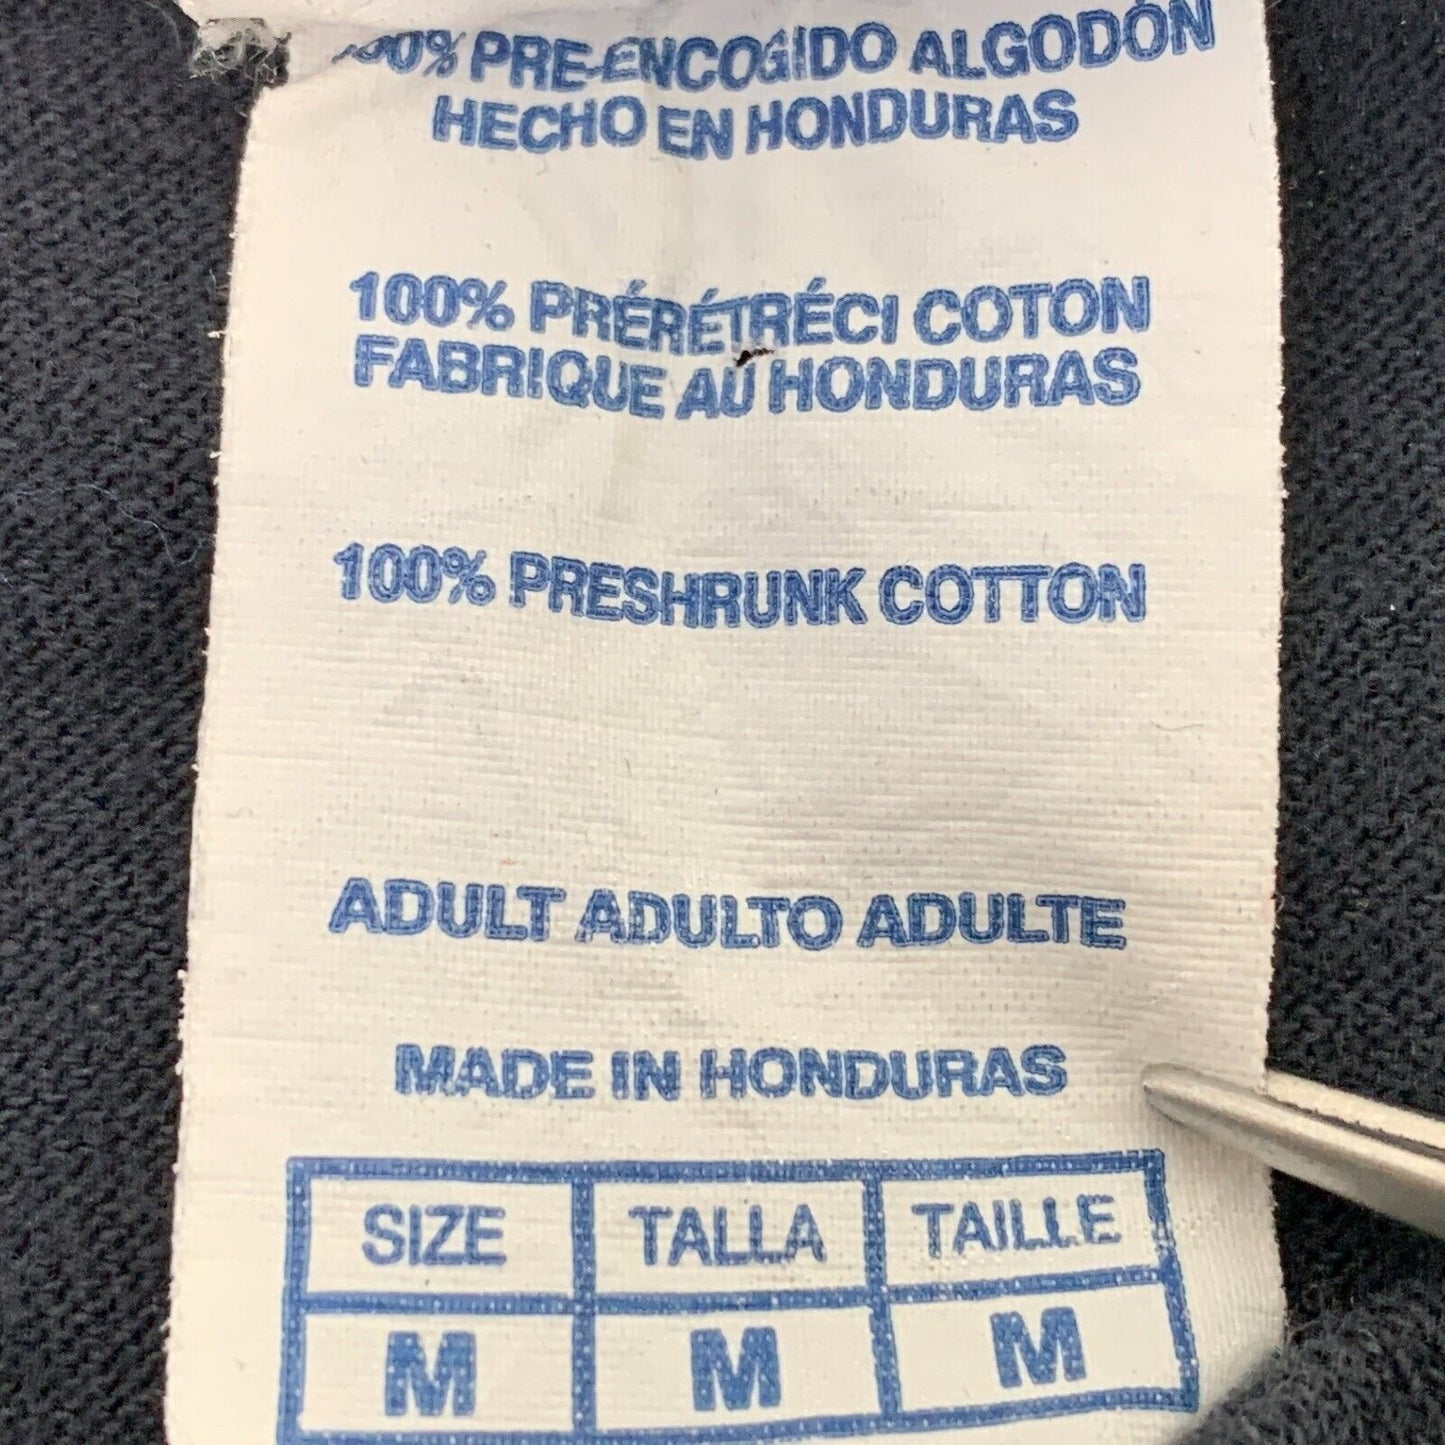 100% PRE-ENCOGIDO ALGODÓN
HECHO EN HONDURAS
100% PRÉRÉTRÉCI COTON
FABRIQUE AU HONDURAS
100% PRESHRUNK COTTON
ADULT ADULTO ADULTE
MADE IN HONDURAS
SIZE TALLA TAILLE
M M M